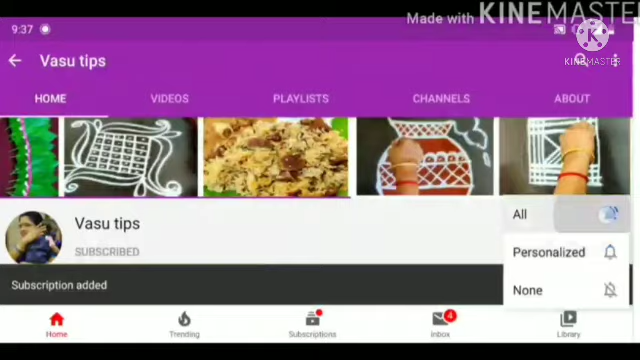 Made with KINEMASTER
9:37
KINEMASTER
Vasu tips
HOME VIDEOS PLAYLISTS CHANNELS ABOUT
Vasu tips
SUBSCRIBED
All
Personalized
None
Subscription added
4
Home Trending Subscriptions Inbox Library